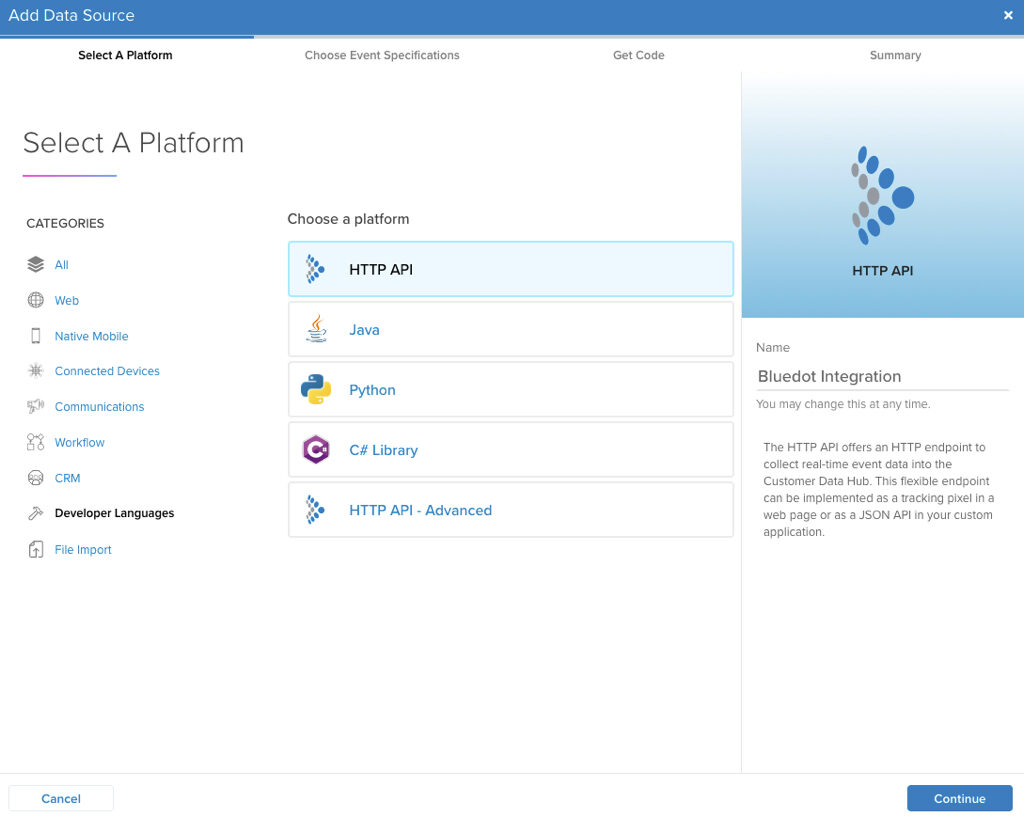 Add Data Source
×
Select A Platform
Choose Event Specifications
Get Code
Summary
Select A Platform
CATEGORIES
All
Web
Native Mobile
Connected Devices
Communications
Workflow
CRM
Developer Languages
File Import
Choose a platform
HTTP API
Java
Python
C# Library
HTTP API - Advanced
HTTP API
Name
Bluedot Integration
You may change this at any time.
The HTTP API offers an HTTP endpoint to
collect real-time event data into the
Customer Data Hub. This flexible endpoint
can be implemented as a tracking pixel in a
web page or as a JSON API in your custom
application.
Cancel
Continue